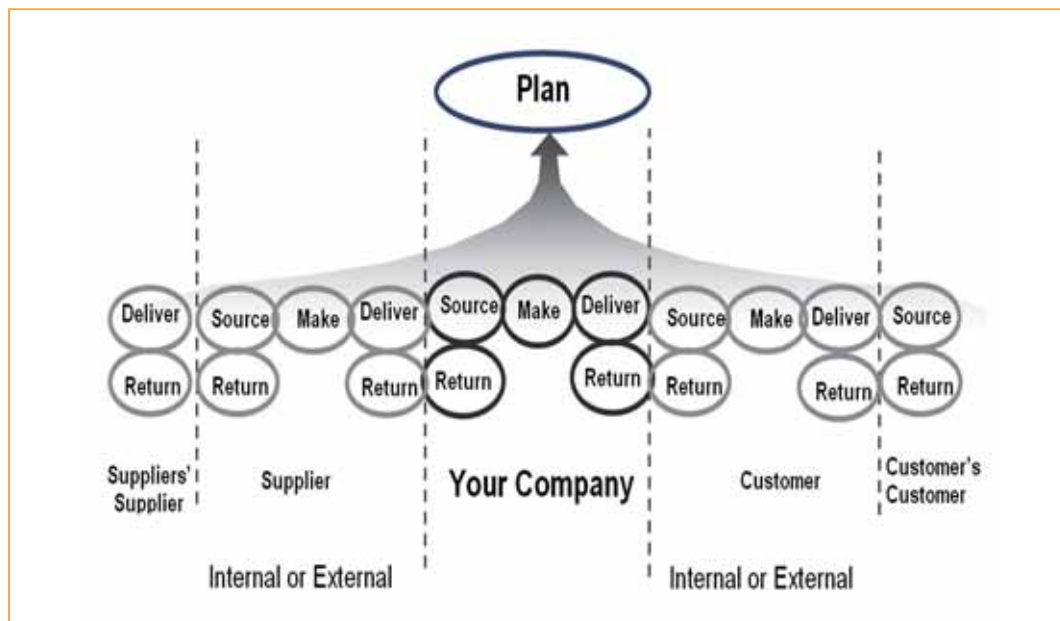 Plan
Deliver Source Make Deliver Source Make Deliver Source Make Deliver Source
Return Return Return Return Return Return Return Return
Suppliers' Supplier
Supplier
Your Company
Customer
Customer's Customer
Internal or External
Internal or External